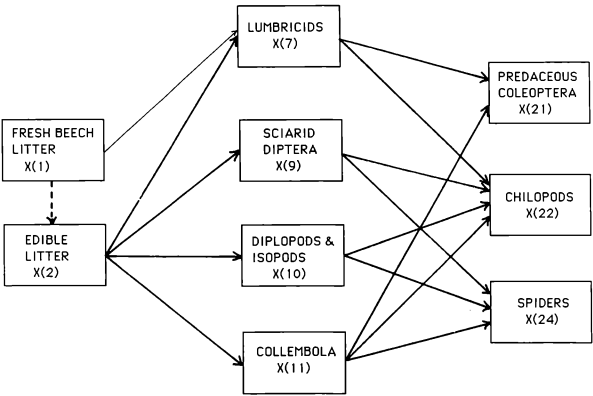 LUMBRICIDS
X(7)
PREDACEOUS
COLEOPTERA
X(21)
FRESH BEECH
LITTER
X(1)
SCIARID
DIPTERA
X(9)
CHILOPODS
X(22)
EDIBLE
LITTER
X(2)
DIPLOPODS &
ISOPODS
X(10)
SPIDERS
X(24)
COLLEMBOLA
X(11)